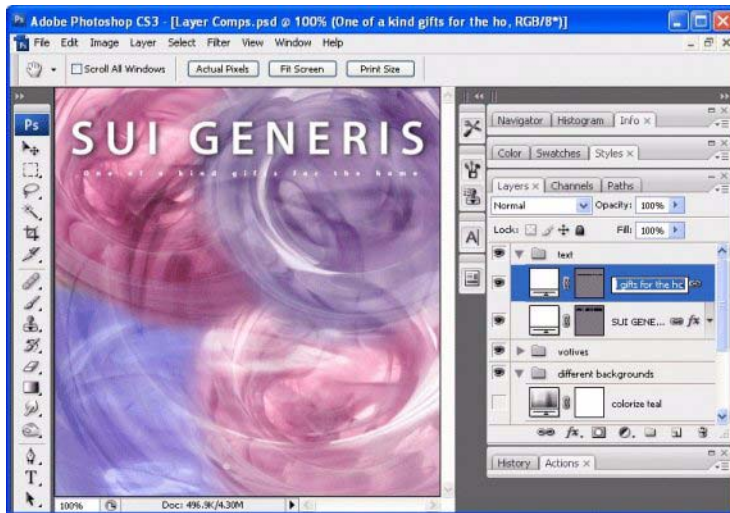 Adobe Photoshop CS3 - [Layer Comps.psd @ 100% (One of a kind gifts for the ho, RGB/8*)]
File Edit Image Layer Select Filter View Window Help
Scroll All Windows Actual Pixels Fit Screen Print Size
Ps
SUI GENERIS
One of a kind gifts for the home
Navigator Histogram Info x
Color Swatches Styles x
Layers x Channels Paths
Normal Opacity: 100%
Lock: Fill: 100%
text
gifts for the ho
SUI GENE... fx
votives
different backgrounds
colorize teal
fx.
History Actions x
100% Doc: 496.9K/4.30M